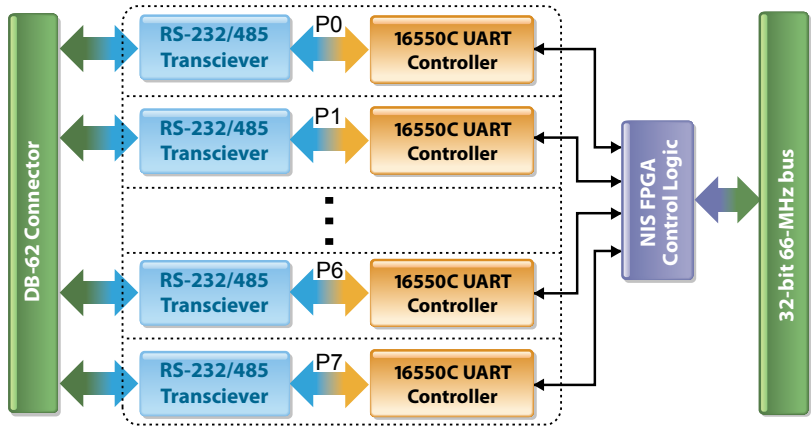 DB-62 Connector
RS-232/485
Transciever
P0
16550C UART
Controller
RS-232/485
Transciever
P1
16550C UART
Controller
RS-232/485
Transciever
P6
16550C UART
Controller
RS-232/485
Transciever
P7
16550C UART
Controller
NIS FPGA
Control Logic
32-bit 66-MHz bus